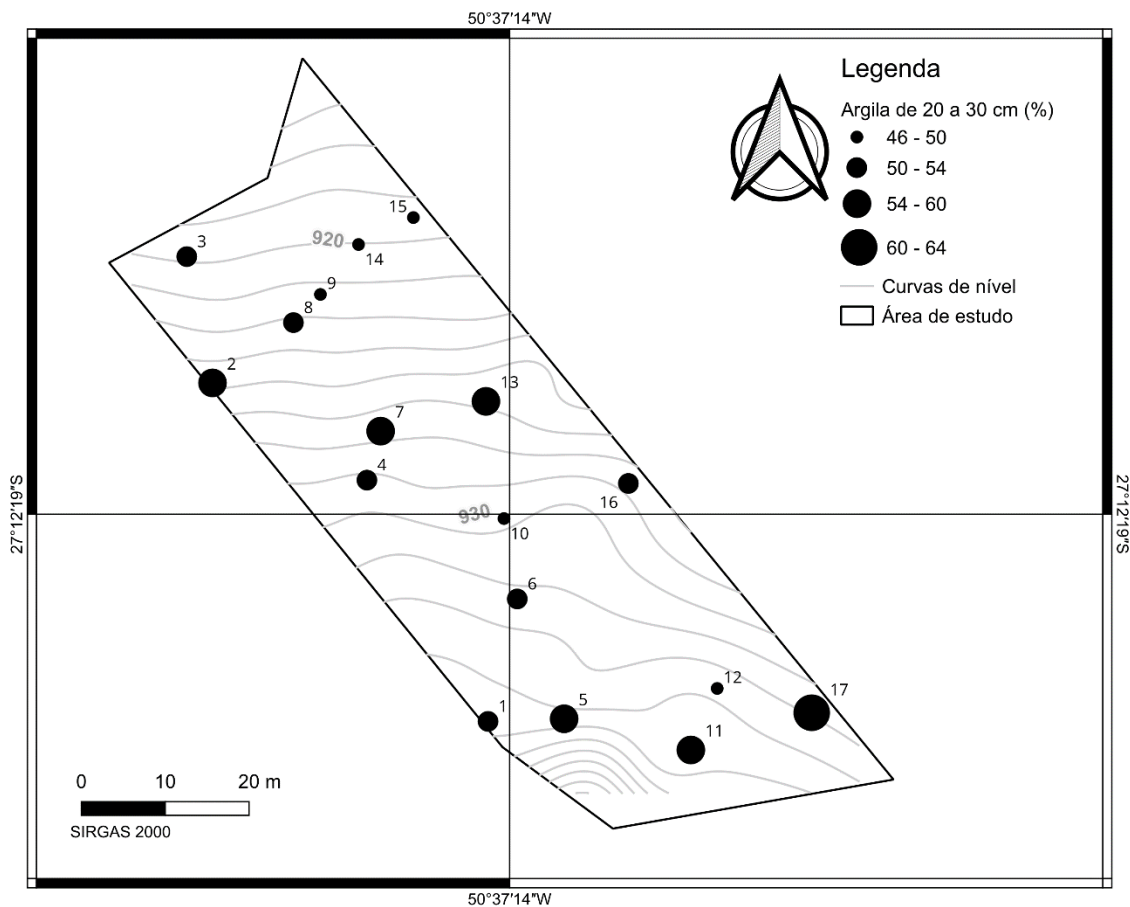 50°37'14"W
Legenda
Argila de 20 a 30 cm (%)
46 - 50
50 - 54
54 - 60
60 - 64
Curvas de nível
Área de estudo
15
920
14
3
9
8
2
13
7
4
16
27°12'19"S
27°12'19"S
930
10
6
12
17
1
5
11
0 10 20 m
SIRGAS 2000
50°37'14"W